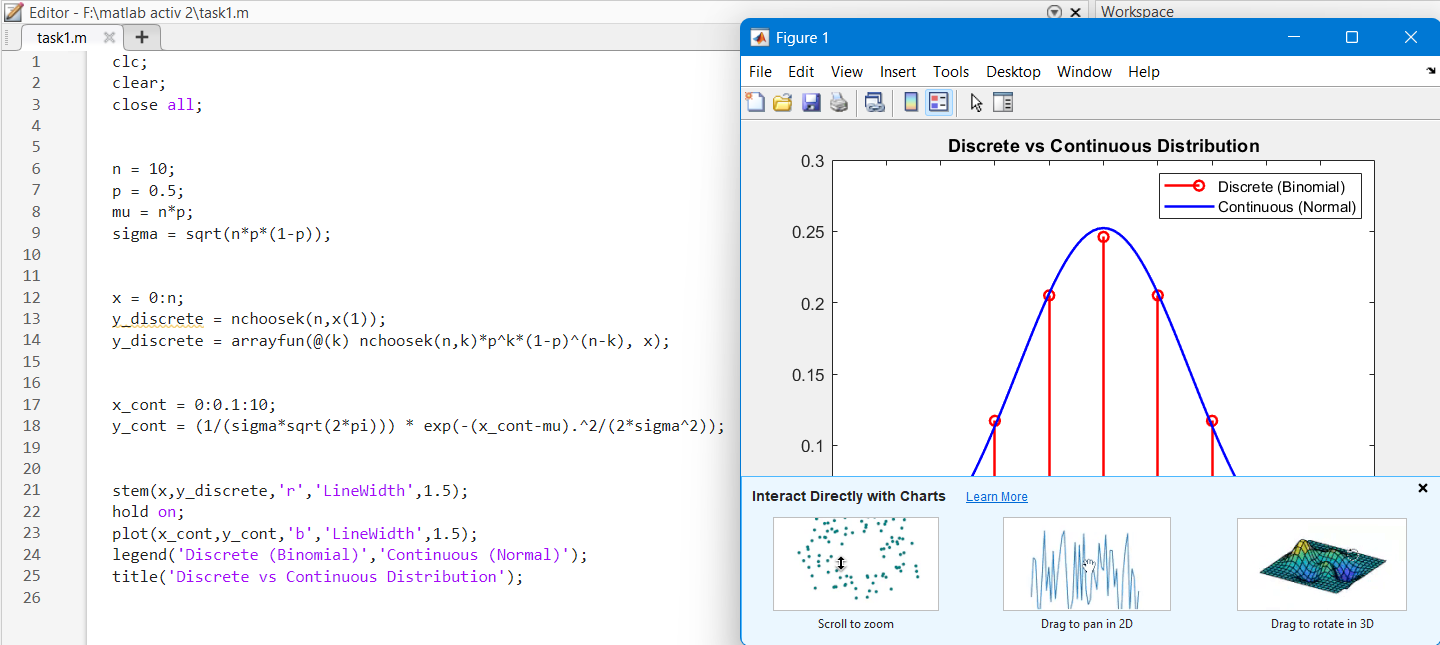 Editor - F:\matlab activ 2\task1.m
Workspace
task1.m
+
1 clc;
2 clear;
3 close all;
4
5
6 n = 10;
7 p = 0.5;
8 mu = n*p;
9 sigma = sqrt(n*p*(1-p));
10
11
12 x = 0:n;
13 y_discrete = nchoosek(n,x(1));
14 y_discrete = arrayfun(@(k) nchoosek(n,k)*p^k*(1-p)^(n-k), x);
15
16
17 x_cont = 0:0.1:10;
18 y_cont = (1/(sigma*sqrt(2*pi))) * exp(-(x_cont-mu).^2/(2*sigma^2));
19
20
21 stem(x,y_discrete,'r','LineWidth',1.5);
22 hold on;
23 plot(x_cont,y_cont,'b','LineWidth',1.5);
24 legend('Discrete (Binomial)','Continuous (Normal)');
25 title('Discrete vs Continuous Distribution');
26
Figure 1
File Edit View Insert Tools Desktop Window Help
Discrete vs Continuous Distribution
0.3
Discrete (Binomial)
Continuous (Normal)
0.25
0.2
0.15
0.1
Interact Directly with Charts Learn More
Scroll to zoom
Drag to pan in 2D
Drag to rotate in 3D